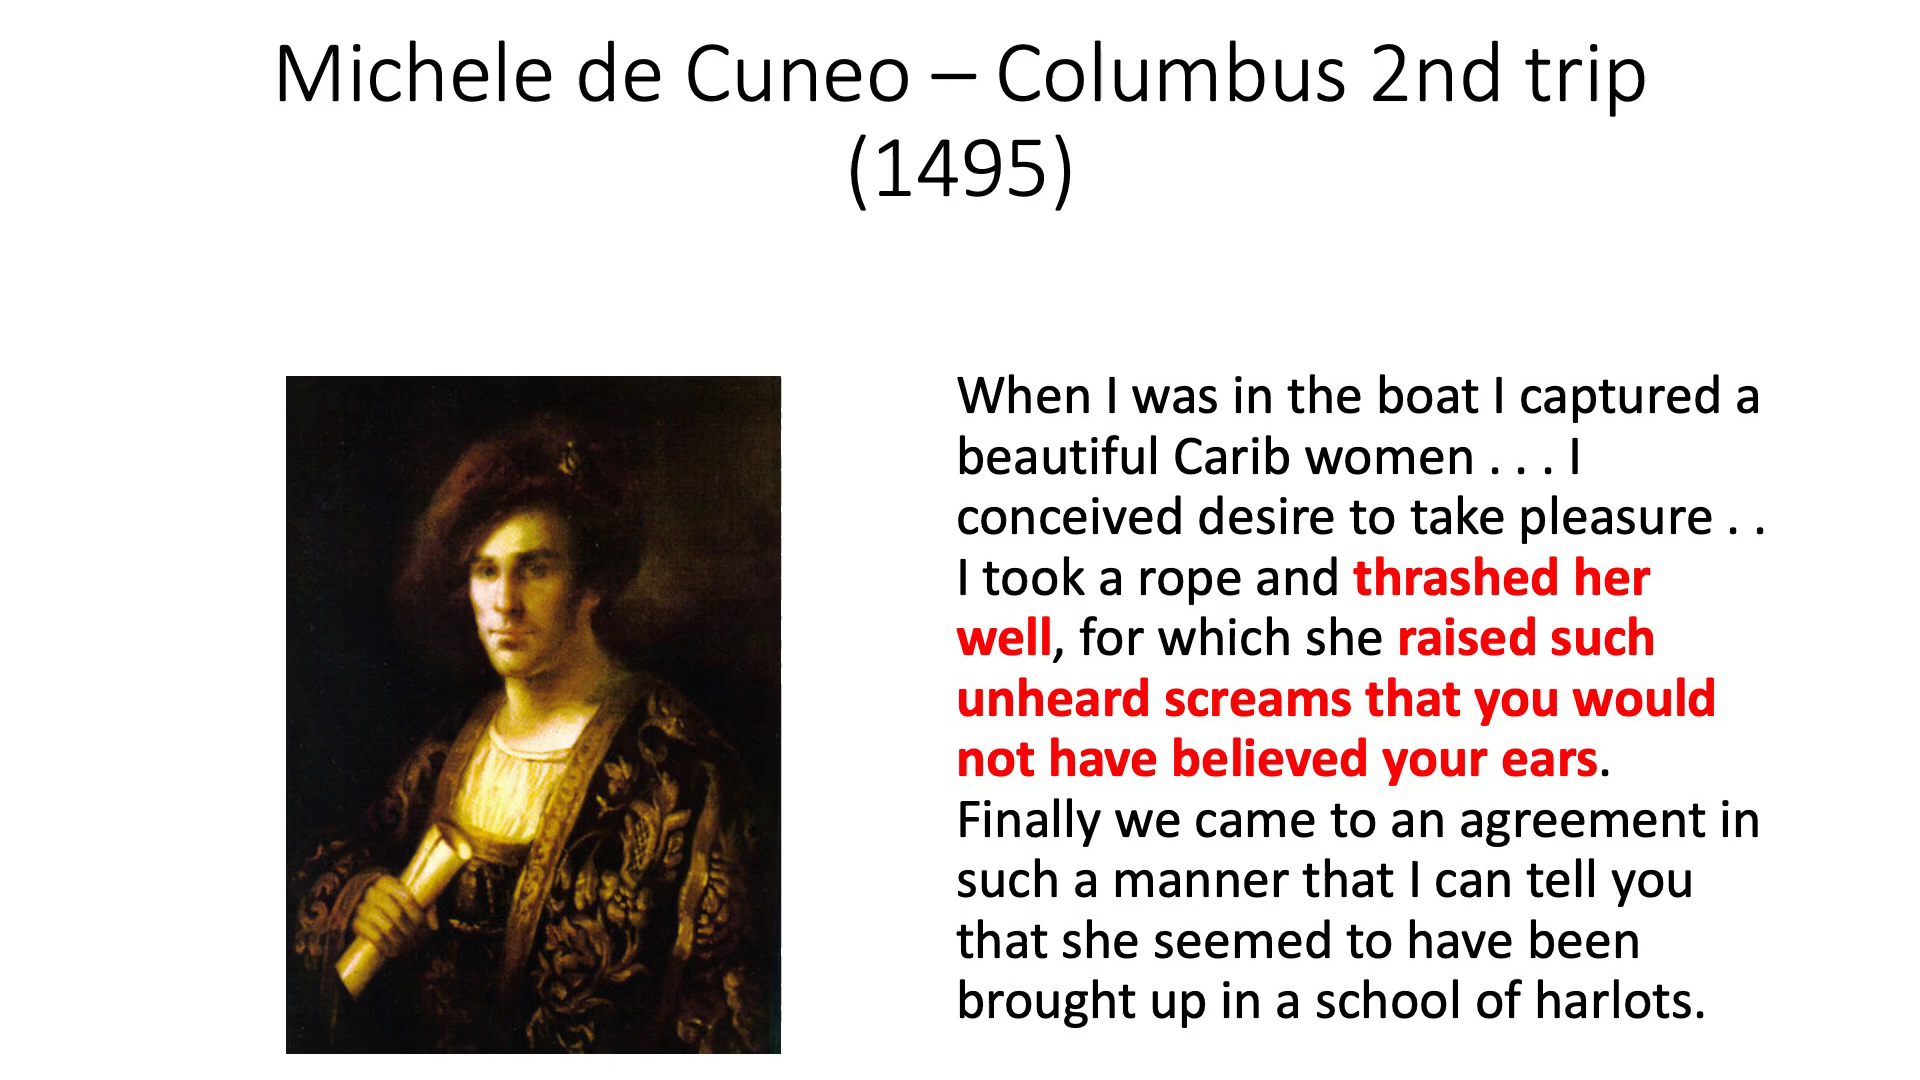 Michele de Cuneo – Columbus 2nd trip
(1495)
When I was in the boat I captured a
beautiful Carib women . . . I
conceived desire to take pleasure . .
I took a rope and thrashed her
well, for which she raised such
unheard screams that you would
not have believed your ears.
Finally we came to an agreement in
such a manner that I can tell you
that she seemed to have been
brought up in a school of harlots.